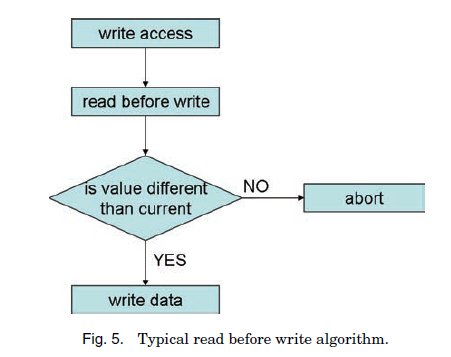 write access
read before write
is value different
than current
NO
abort
YES
write data
Fig. 5. Typical read before write algorithm.